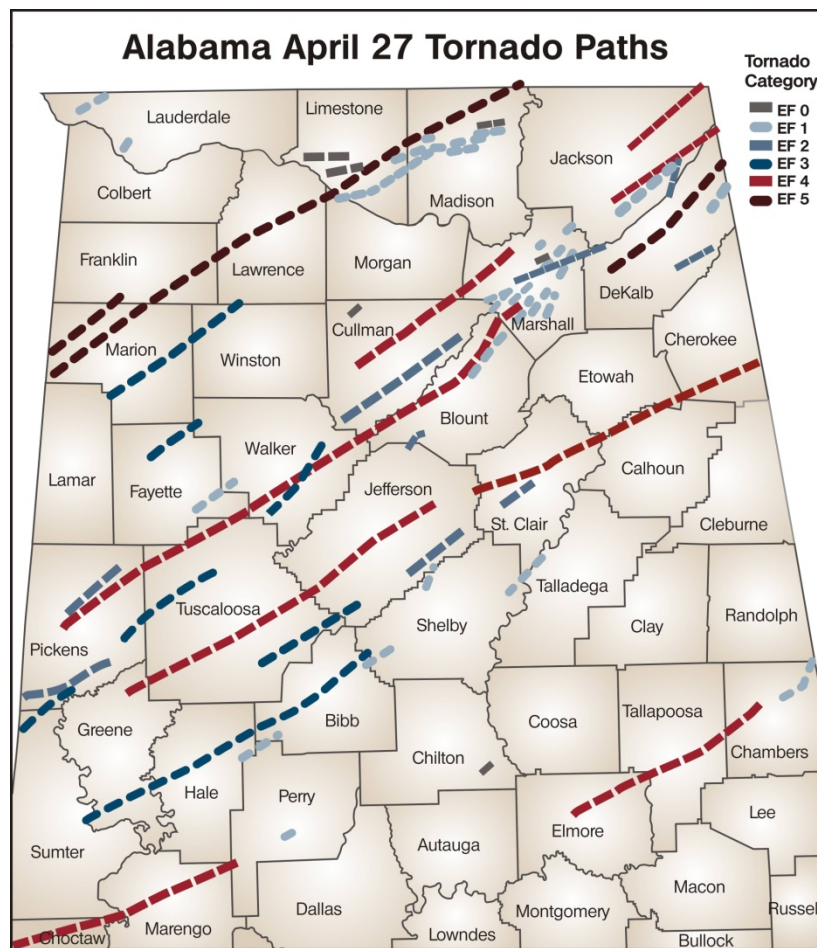 Alabama April 27 Tornado Paths
Tornado
Category
EF 0
EF 1
EF 2
EF 3
EF 4
EF 5
Lauderdale
Limestone
Colbert
Madison
Jackson
Franklin
Lawrence
Morgan
DeKalb
Marion
Winston
Cullman
Marshall
Cherokee
Etowah
Lamar
Fayette
Walker
Blount
Jefferson
St. Clair
Calhoun
Cleburne
Pickens
Tuscaloosa
Shelby
Talladega
Clay
Randolph
Greene
Bibb
Coosa
Tallapoosa
Chambers
Hale
Chilton
Perry
Sumter
Autauga
Elmore
Lee
Choctaw
Marengo
Dallas
Lowndes
Montgomery
Macon
Russel
Bullock